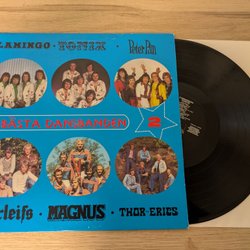 LAMINGO · TONIX · Peter Pan
BÄSTA DANSBANDEN 2
rleifs · MAGNUS · THOR-ERICS